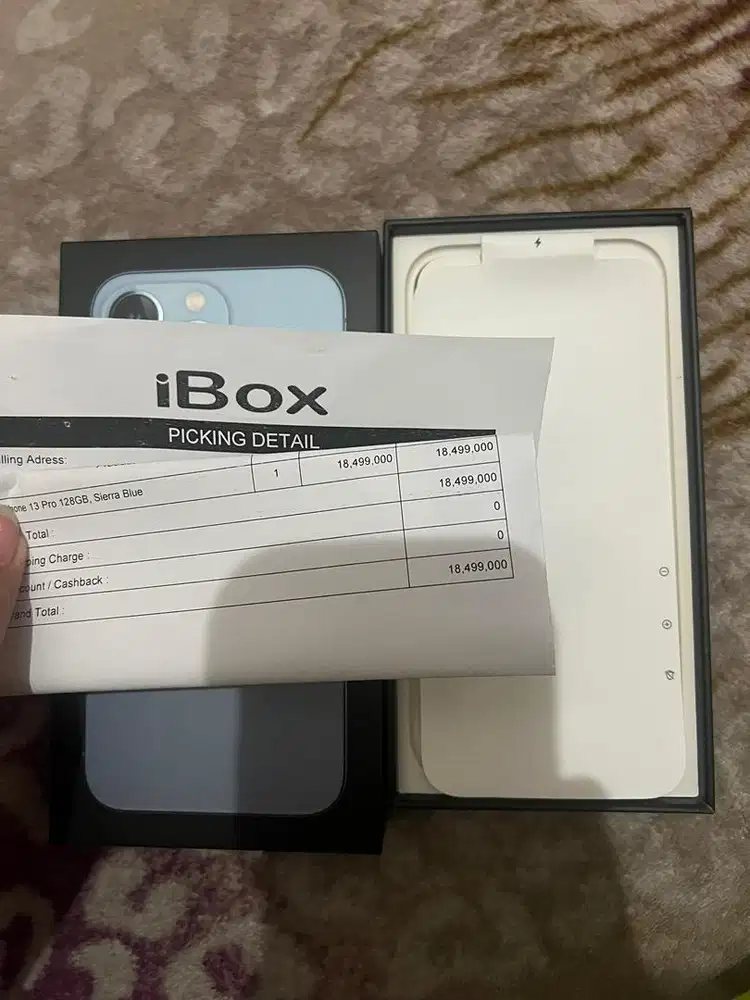 iBox
PICKING DETAIL
lling Adress:
hone 13 Pro 128GB, Sierra Blue 1 18,499,000 18,499,000
Total : 18,499,000
ping Charge : 0
count / Cashback : 0
and Total : 18,499,000